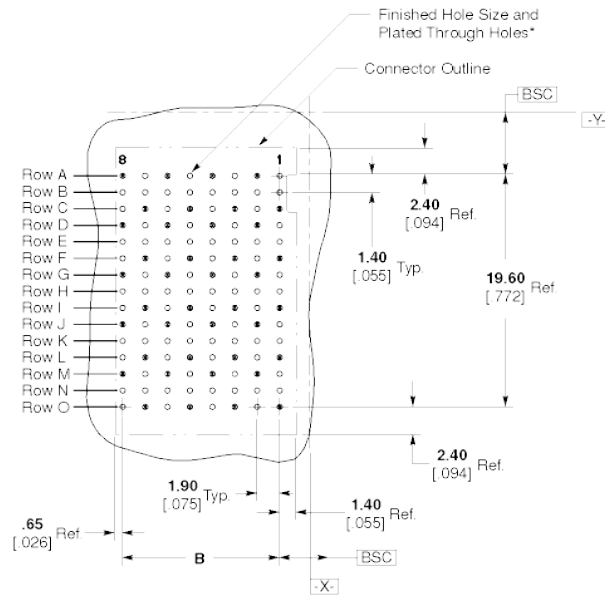 Finished Hole Size and
Plated Through Holes*
Connector Outline
BSC
-Y-
8 1
Row A
Row B
Row C
Row D
Row E
Row F
Row G
Row H
Row I
Row J
Row K
Row L
Row M
Row N
Row O
2.40
[.094] Ref.
1.40
[.055] Typ.
19.60
[.772] Ref.
2.40
[.094] Ref.
1.90
[.075] Typ.
1.40
[.055] Ref.
.65
[.026] Ref.
B
BSC
-X-